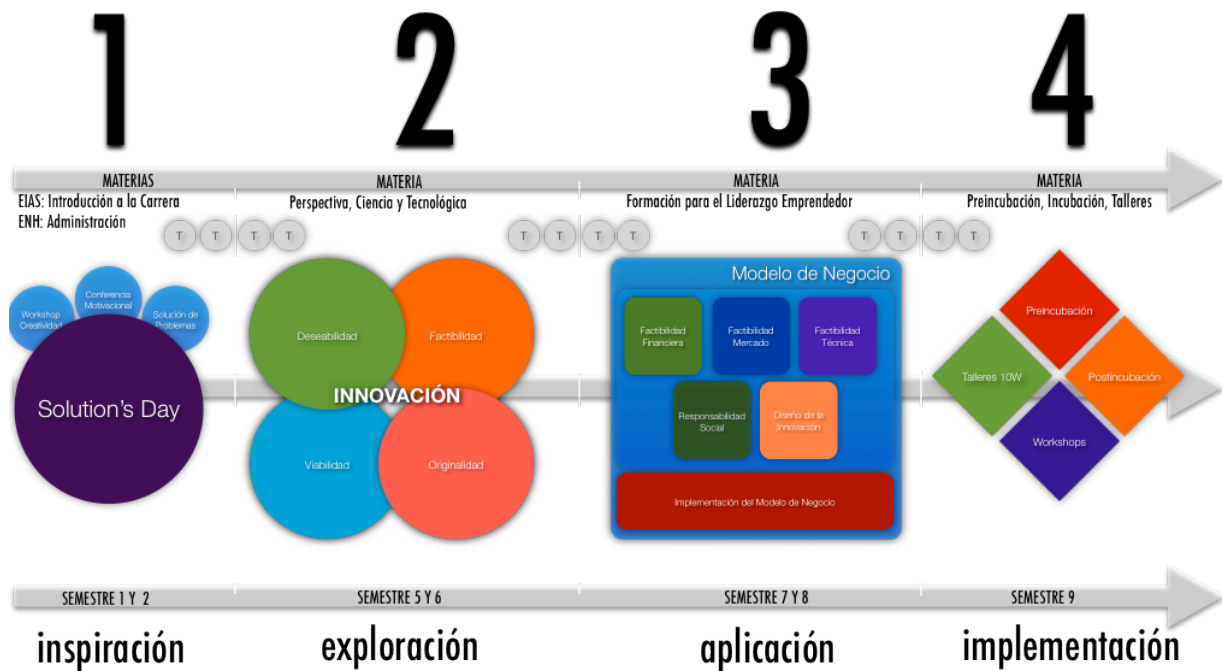 1
2
3
4
MATERIAS
MATERIA
MATERIA
MATERIA
EIAS: Introducción a la Carrera
ENH: Administración
Perspectiva, Ciencia y Tecnológica
Formación para el Liderazgo Emprendedor
Preincubación, Incubación, Talleres
T T T T
T T T T
T T T T
Workshop
Creatividad
Conferencia
Motivacional
Solución de
Problemas
Solution's Day
Deseabilidad
Factibilidad
INNOVACIÓN
Viabilidad
Originalidad
Modelo de Negocio
Factibilidad
Financiera
Factibilidad
Mercado
Factibilidad
Técnica
Responsabilidad
Social
Diseño de la
Innovación
Implementación del Modelo de Negocio
Preincubación
Talleres 10W
Postincubación
Workshops
SEMESTRE 1 Y 2
SEMESTRE 5 Y 6
SEMESTRE 7 Y 8
SEMESTRE 9
inspiración
exploración
aplicación
implementación